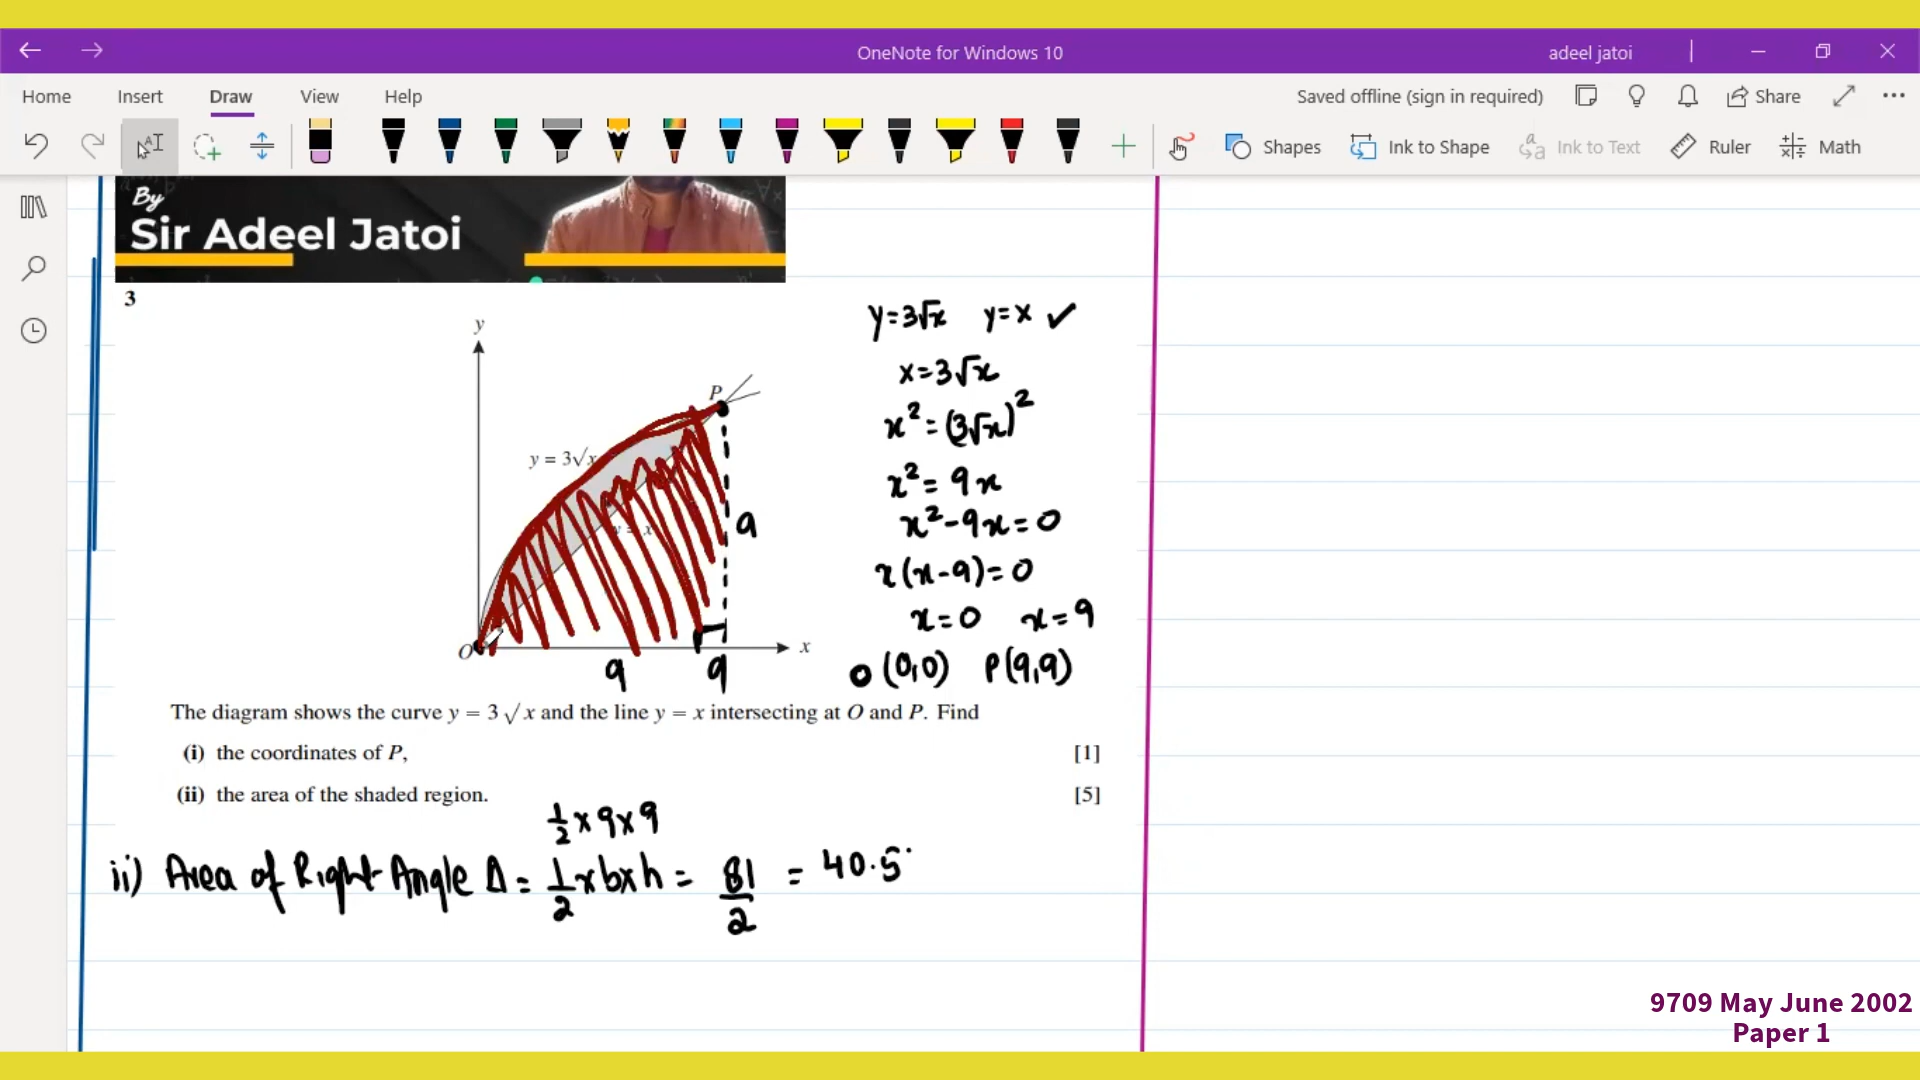 OneNote for Windows 10
adeel jatoi
Home Insert Draw View Help
Saved offline (sign in required)
Share
Shapes
Ink to Shape
Ink to Text
Ruler
Math
By
Sir Adeel Jatoi
3
y
P
y = 3√x
y = x
9
O
x
9
9
y=3√x y=x ✓
x=3√x
x²=(3√x)²
x²=9x
x²-9x=0
x(x-9)=0
x=0 x=9
O(0,0) P(9,9)
The diagram shows the curve y = 3 √ x and the line y = x intersecting at O and P. Find
(i) the coordinates of P, [1]
(ii) the area of the shaded region. [5]
1/2 x 9 x 9
ii) Area of Right Angle Δ = 1/2 x b x h = 81/2 = 40.5
9709 May June 2002
Paper 1